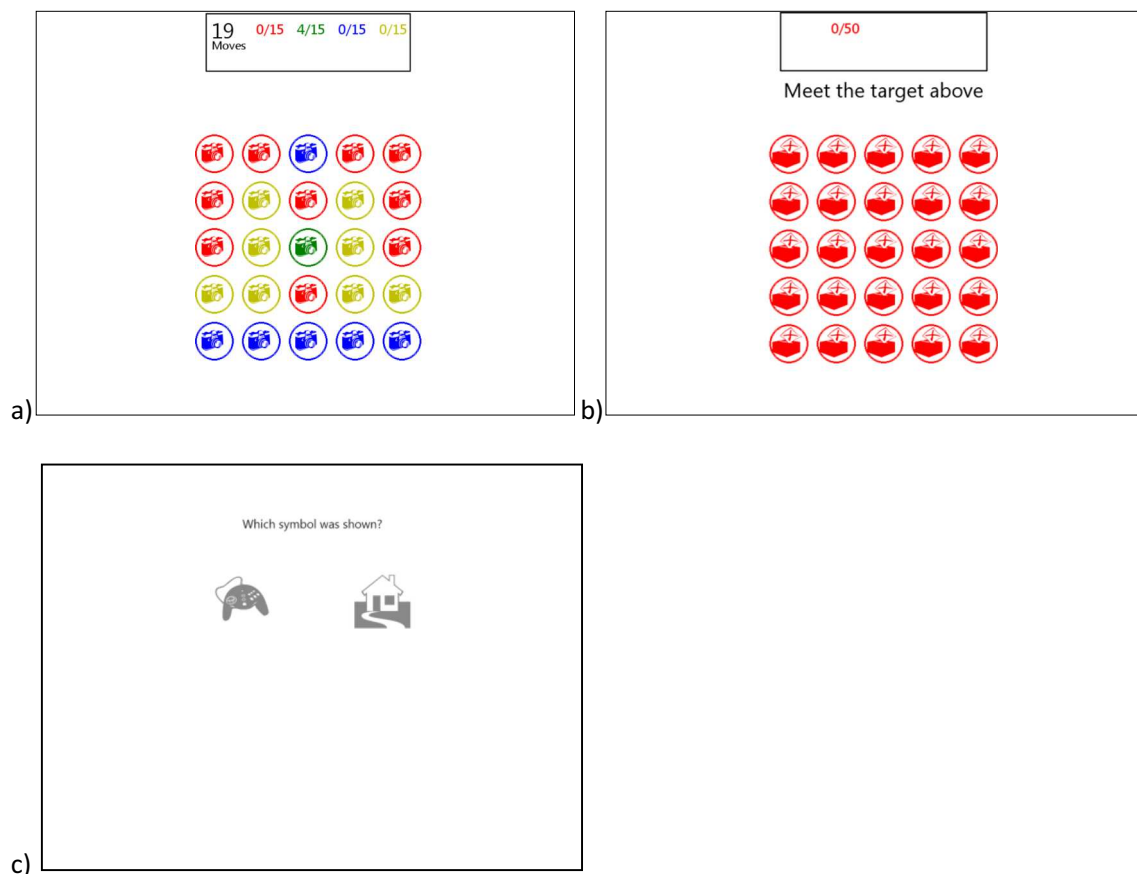 19 0/15 4/15 0/15 0/15
Moves
0/50
Meet the target above
a)
b)
Which symbol was shown?
c)